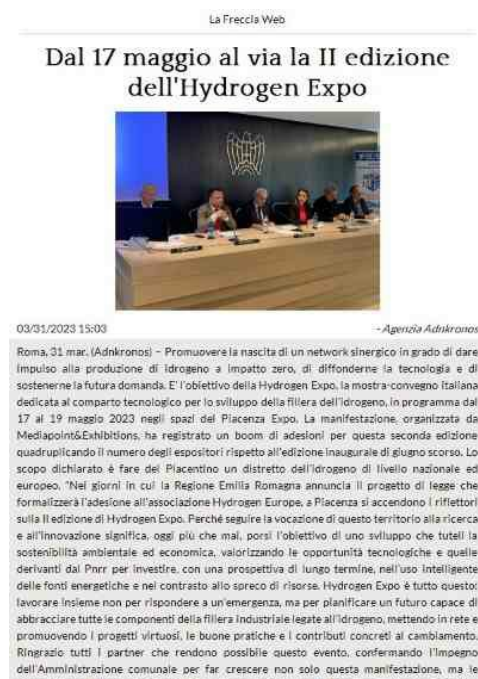 La Freccia Web
Dal 17 maggio al via la II edizione
dell'Hydrogen Expo
03/31/2023 15:03
- Agenzia Adnkronos
Roma, 31 mar. (Adnkronos) – Promuovere la nascita di un network sinergico in grado di dare
impulso alla produzione di idrogeno a impatto zero, di diffonderne la tecnologia e di
sostenerne la futura domanda. E' l'obiettivo della Hydrogen Expo, la mostra-convegno italiana
dedicata al comparto tecnologico per lo sviluppo della filiera dell'idrogeno, in programma dal
17 al 19 maggio 2023 negli spazi del Piacenza Expo. La manifestazione, organizzata da
Mediapoint&Exhibitions, ha registrato un boom di adesioni per questa seconda edizione
quadruplicando il numero degli espositori rispetto all'edizione inaugurale di giugno scorso. Lo
scopo dichiarato è fare del Piacentino un distretto dell'idrogeno di livello nazionale ed
europeo. "Nei giorni in cui la Regione Emilia Romagna annuncia il progetto di legge che
formalizzerà l'adesione all'associazione Hydrogen Europe, a Piacenza si accendono i riflettori
sulla II edizione di Hydrogen Expo. Perché seguire la vocazione di questo territorio alla ricerca
e all'innovazione significa, oggi più che mai, porsi l'obiettivo di uno sviluppo che tuteli la
sostenibilità ambientale ed economica, valorizzando le opportunità tecnologiche e quelle
derivanti dal Pnrr per investire, con una prospettiva di lungo termine, nell'uso intelligente
delle fonti energetiche e nel contrasto allo spreco di risorse. Hydrogen Expo è tutto questo:
lavorare insieme non per rispondere a un'emergenza, ma per planificare un futuro capace di
abbracciare tutte le componenti della filiera industriale legate all'idrogeno, mettendo in rete e
promuovendo i progetti virtuosi, le buone pratiche e i contributi concreti al cambiamento.
Ringrazio tutti i partner che rendono possibile questo evento, confermando l'impegno
dell'Amministrazione comunale per far crescere non solo questa manifestazione, ma le